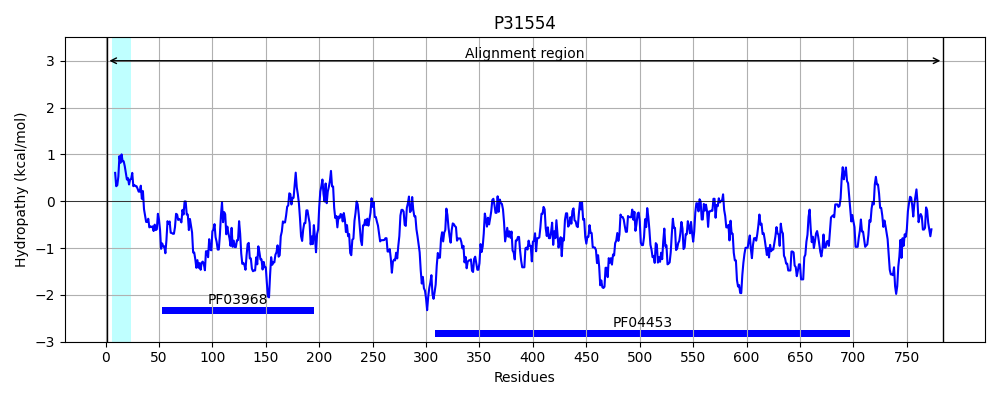 P31554
Alignment region
3
2
1
0
−1
−2
−3
Hydropathy (kcal/mol)
PF03968
PF04453
0 50 100 150 200 250 300 350 400 450 500 550 600 650 700 750
Residues